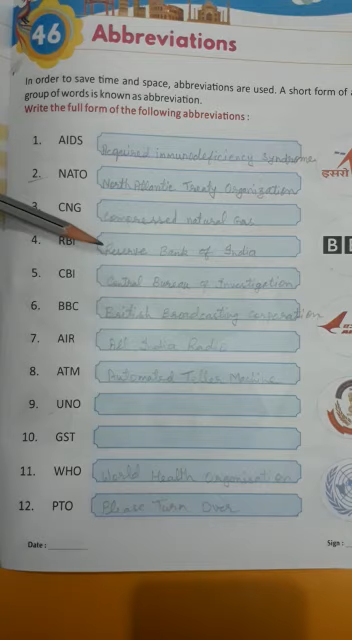 46 Abbreviations
In order to save time and space, abbreviations are used. A short form of a
group of words is known as abbreviation.
Write the full form of the following abbreviations :
1. AIDS Required immunodeficiency Syndrome
2. NATO North Atlantic Treaty Organization
3. CNG Compressed natural Gas
4. RBI Reserve Bank of India
5. CBI Central Bureau of Investigation
6. BBC British Broadcasting corporation
7. AIR All India Radio
8. ATM Automated Teller Machine
9. UNO
10. GST
11. WHO World Health Organisation
12. PTO Please Turn Over
इसरो
B
Date :
Sign :